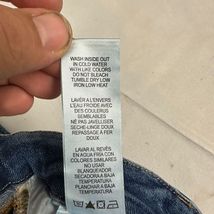 WASH INSIDE OUT
IN COLD WATER
WITH LIKE COLORS
DO NOT BLEACH
TUMBLE DRY LOW
IRON LOW HEAT
LAVER À L'ENVERS
À L'EAU FROIDE AVEC
DES COULEURS
SEMBLABLES
NE PAS JAVELLISER
SÉCHE-LINGE DOUX
REPASSAGE À FER
DOUX
LAVAR AL REVÉS
EN AQUA FRIA CON
COLORES SIMILARES
NO USAR
BLANQUEADOR
SECADORA A BAJA
TEMPERATURA
PLANCHAR A BAJA
TEMPERATURA